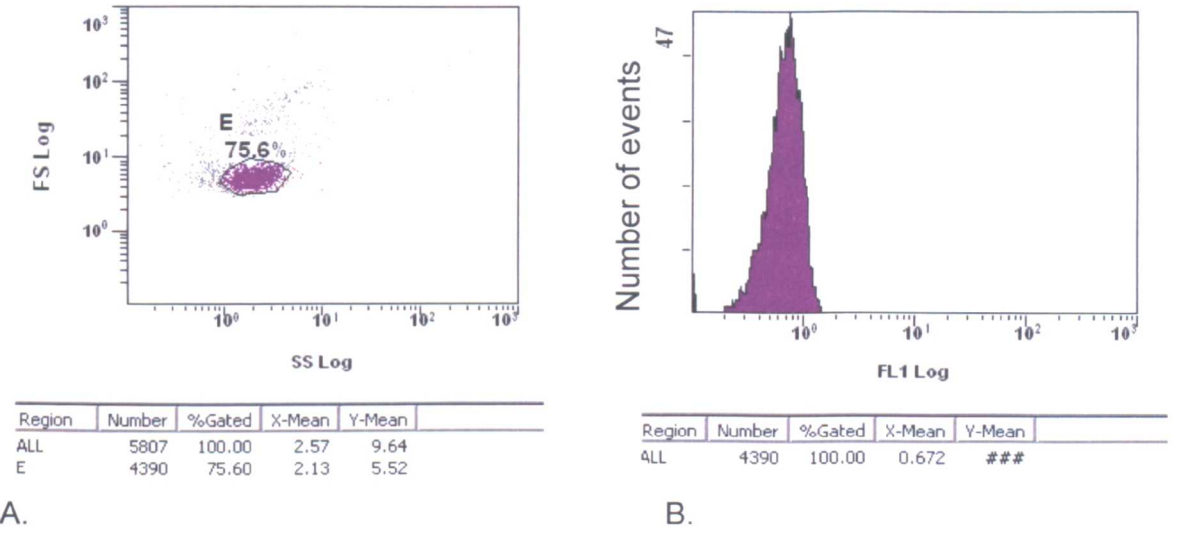 10³
10²
10¹
10⁰
FS Log
E
75,6%
10⁰ 10¹ 10² 10³
SS Log
Region Number %Gated X-Mean Y-Mean
ALL 5807 100.00 2.57 9.64
E 4390 75.60 2.13 5.52
A.
47
Number of events
10⁰ 10¹ 10² 10³
FL1 Log
Region Number %Gated X-Mean Y-Mean
ALL 4390 100.00 0.672 ###
B.